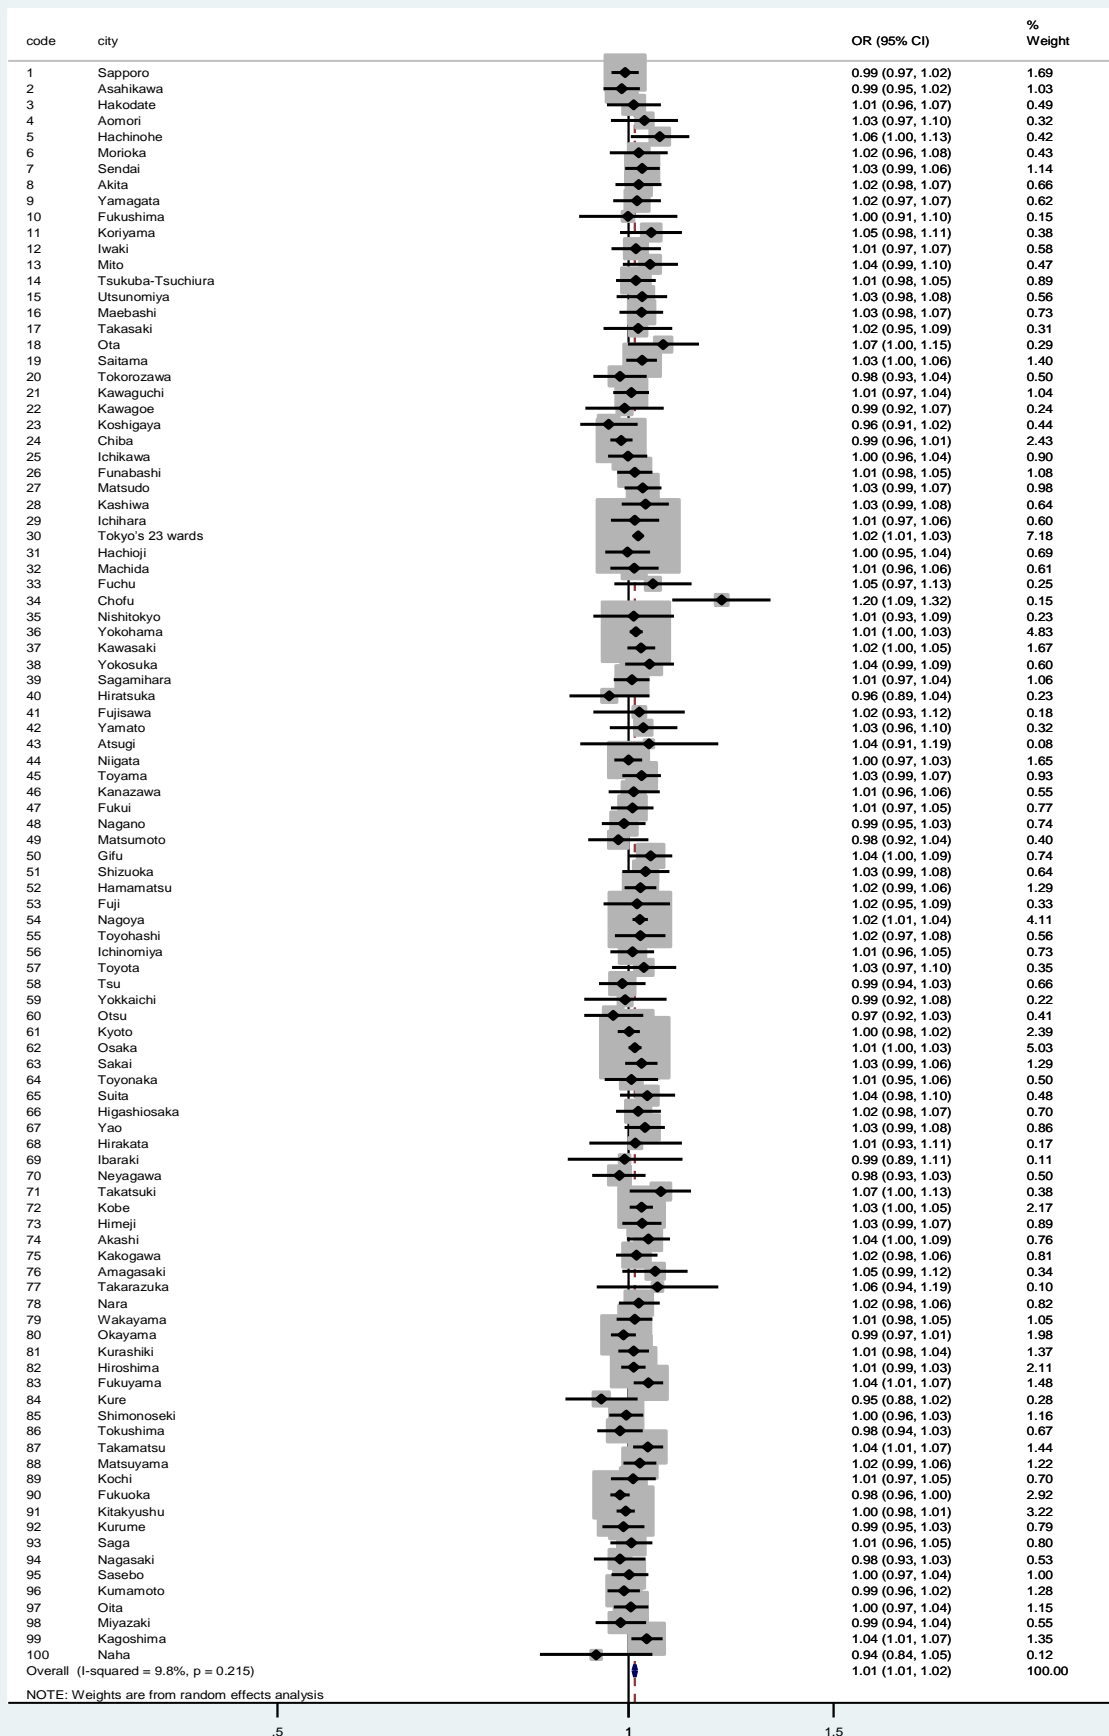 %
code city OR (95% CI) Weight
1 Sapporo 0.99 (0.97, 1.02) 1.69
2 Asahikawa 0.99 (0.95, 1.02) 1.03
3 Hakodate 1.01 (0.96, 1.07) 0.49
4 Aomori 1.03 (0.97, 1.10) 0.32
5 Hachinohe 1.06 (1.00, 1.13) 0.42
6 Morioka 1.02 (0.96, 1.08) 0.43
7 Sendai 1.03 (0.99, 1.06) 1.14
8 Akita 1.02 (0.98, 1.07) 0.66
9 Yamagata 1.02 (0.97, 1.07) 0.62
10 Fukushima 1.00 (0.91, 1.10) 0.15
11 Koriyama 1.05 (0.98, 1.11) 0.38
12 Iwaki 1.01 (0.97, 1.07) 0.58
13 Mito 1.04 (0.99, 1.10) 0.47
14 Tsukuba-Tsuchiura 1.01 (0.98, 1.05) 0.89
15 Utsunomiya 1.03 (0.98, 1.08) 0.56
16 Maebashi 1.03 (0.98, 1.07) 0.73
17 Takasaki 1.02 (0.95, 1.09) 0.31
18 Ota 1.07 (1.00, 1.15) 0.29
19 Saitama 1.03 (1.00, 1.06) 1.40
20 Tokorozawa 0.98 (0.93, 1.04) 0.50
21 Kawaguchi 1.01 (0.97, 1.04) 1.04
22 Kawagoe 0.99 (0.92, 1.07) 0.24
23 Koshigaya 0.96 (0.91, 1.02) 0.44
24 Chiba 0.99 (0.96, 1.01) 2.43
25 Ichikawa 1.00 (0.96, 1.04) 0.90
26 Funabashi 1.01 (0.98, 1.05) 1.08
27 Matsudo 1.03 (0.99, 1.07) 0.98
28 Kashiwa 1.03 (0.99, 1.08) 0.64
29 Ichihara 1.01 (0.97, 1.06) 0.60
30 Tokyo's 23 wards 1.02 (1.01, 1.03) 7.18
31 Hachioji 1.00 (0.95, 1.04) 0.69
32 Machida 1.01 (0.96, 1.06) 0.61
33 Fuchu 1.05 (0.97, 1.13) 0.25
34 Chofu 1.20 (1.09, 1.32) 0.15
35 Nishitokyo 1.01 (0.93, 1.09) 0.23
36 Yokohama 1.01 (1.00, 1.03) 4.83
37 Kawasaki 1.02 (1.00, 1.05) 1.67
38 Yokosuka 1.04 (0.99, 1.09) 0.60
39 Sagamihara 1.01 (0.97, 1.04) 1.06
40 Hiratsuka 0.96 (0.89, 1.04) 0.23
41 Fujisawa 1.02 (0.93, 1.12) 0.18
42 Yamato 1.03 (0.96, 1.10) 0.32
43 Atsugi 1.04 (0.91, 1.19) 0.08
44 Niigata 1.00 (0.97, 1.03) 1.65
45 Toyama 1.03 (0.99, 1.07) 0.93
46 Kanazawa 1.01 (0.96, 1.06) 0.55
47 Fukui 1.01 (0.97, 1.05) 0.77
48 Nagano 0.99 (0.95, 1.03) 0.74
49 Matsumoto 0.98 (0.92, 1.04) 0.40
50 Gifu 1.04 (1.00, 1.09) 0.74
51 Shizuoka 1.03 (0.99, 1.08) 0.64
52 Hamamatsu 1.02 (0.99, 1.06) 1.29
53 Fuji 1.02 (0.95, 1.09) 0.33
54 Nagoya 1.02 (1.01, 1.04) 4.11
55 Toyohashi 1.02 (0.97, 1.08) 0.56
56 Ichinomiya 1.01 (0.96, 1.05) 0.73
57 Toyota 1.03 (0.97, 1.10) 0.35
58 Tsu 0.99 (0.94, 1.03) 0.66
59 Yokkaichi 0.99 (0.92, 1.08) 0.22
60 Otsu 0.97 (0.92, 1.03) 0.41
61 Kyoto 1.00 (0.98, 1.02) 2.39
62 Osaka 1.01 (1.00, 1.03) 5.03
63 Sakai 1.03 (0.99, 1.06) 1.29
64 Toyonaka 1.01 (0.95, 1.06) 0.50
65 Suita 1.04 (0.98, 1.10) 0.48
66 Higashiosaka 1.02 (0.98, 1.07) 0.70
67 Yao 1.03 (0.99, 1.08) 0.86
68 Hirakata 1.01 (0.93, 1.11) 0.17
69 Ibaraki 0.99 (0.89, 1.11) 0.11
70 Neyagawa 0.98 (0.93, 1.03) 0.50
71 Takatsuki 1.07 (1.00, 1.13) 0.38
72 Kobe 1.03 (1.00, 1.05) 2.17
73 Himeji 1.03 (0.99, 1.07) 0.89
74 Akashi 1.04 (1.00, 1.09) 0.76
75 Kakogawa 1.02 (0.98, 1.06) 0.81
76 Amagasaki 1.05 (0.99, 1.12) 0.34
77 Takarazuka 1.06 (0.94, 1.19) 0.10
78 Nara 1.02 (0.98, 1.06) 0.82
79 Wakayama 1.01 (0.98, 1.05) 1.05
80 Okayama 0.99 (0.97, 1.01) 1.98
81 Kurashiki 1.01 (0.98, 1.04) 1.37
82 Hiroshima 1.01 (0.99, 1.03) 2.11
83 Fukuyama 1.04 (1.01, 1.07) 1.48
84 Kure 0.95 (0.88, 1.02) 0.28
85 Shimonoseki 1.00 (0.96, 1.03) 1.16
86 Tokushima 0.98 (0.94, 1.03) 0.67
87 Takamatsu 1.04 (1.01, 1.07) 1.44
88 Matsuyama 1.02 (0.99, 1.06) 1.22
89 Kochi 1.01 (0.97, 1.05) 0.70
90 Fukuoka 0.98 (0.96, 1.00) 2.92
91 Kitakyushu 1.00 (0.98, 1.01) 3.22
92 Kurume 0.99 (0.95, 1.03) 0.79
93 Saga 1.01 (0.96, 1.05) 0.80
94 Nagasaki 0.98 (0.93, 1.03) 0.53
95 Sasebo 1.00 (0.97, 1.04) 1.00
96 Kumamoto 0.99 (0.96, 1.02) 1.28
97 Oita 1.00 (0.97, 1.04) 1.15
98 Miyazaki 0.99 (0.94, 1.04) 0.55
99 Kagoshima 1.04 (1.01, 1.07) 1.35
100 Naha 0.94 (0.84, 1.05) 0.12
Overall (I-squared = 9.8%, p = 0.215) 1.01 (1.01, 1.02) 100.00
NOTE: Weights are from random effects analysis
.5 1 1.5